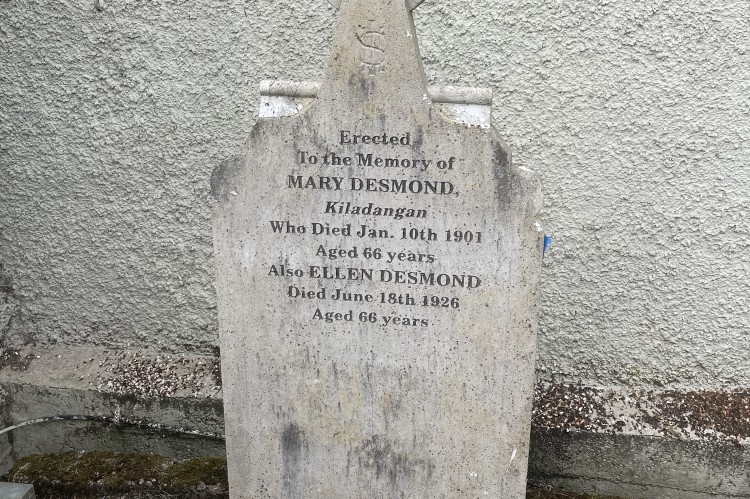 IHS
Erected
To the Memory of
MARY DESMOND,
Kiladangan
Who Died Jan. 10th 1901
Aged 66 years
Also ELLEN DESMOND
Died June 18th 1926
Aged 66 years